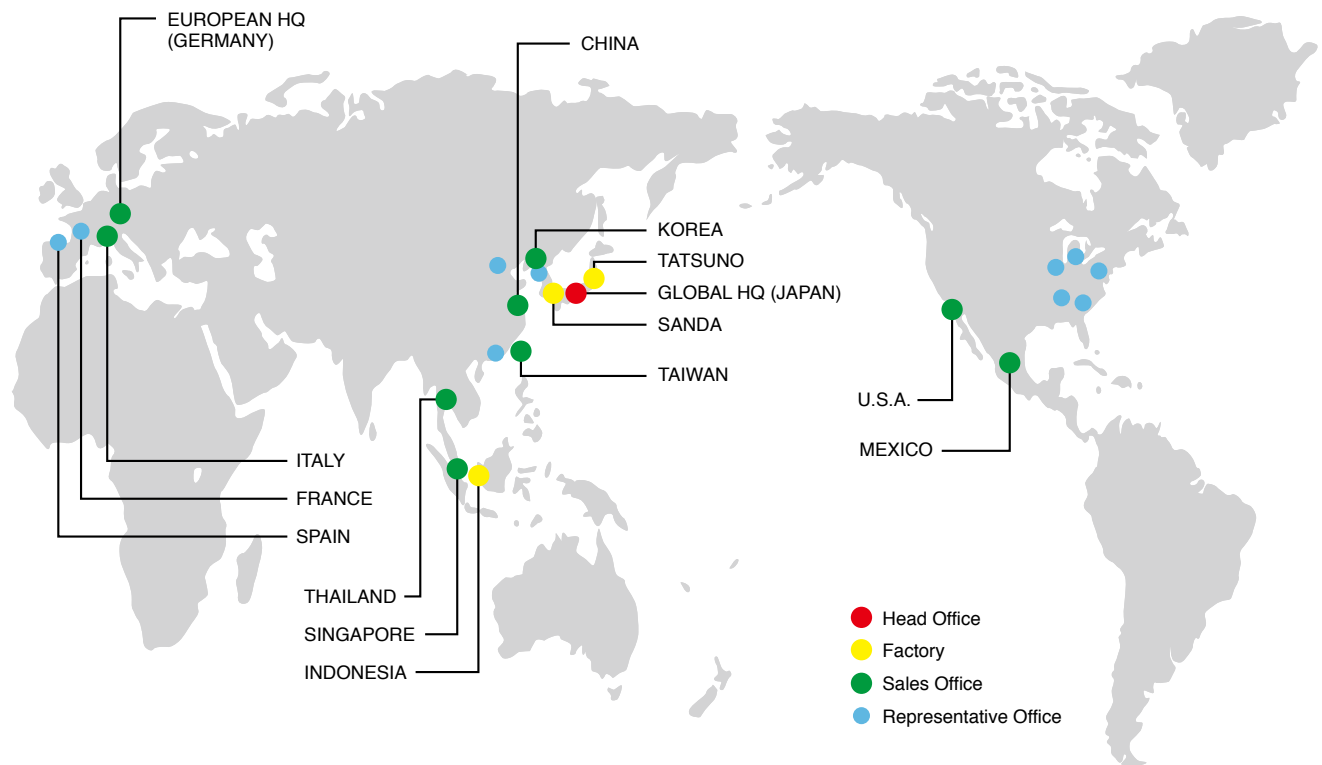 EUROPEAN HQ
(GERMANY)
CHINA
KOREA
TATSUNO
GLOBAL HQ (JAPAN)
SANDA
TAIWAN
U.S.A.
MEXICO
ITALY
FRANCE
SPAIN
THAILAND
SINGAPORE
INDONESIA
Head Office
Factory
Sales Office
Representative Office